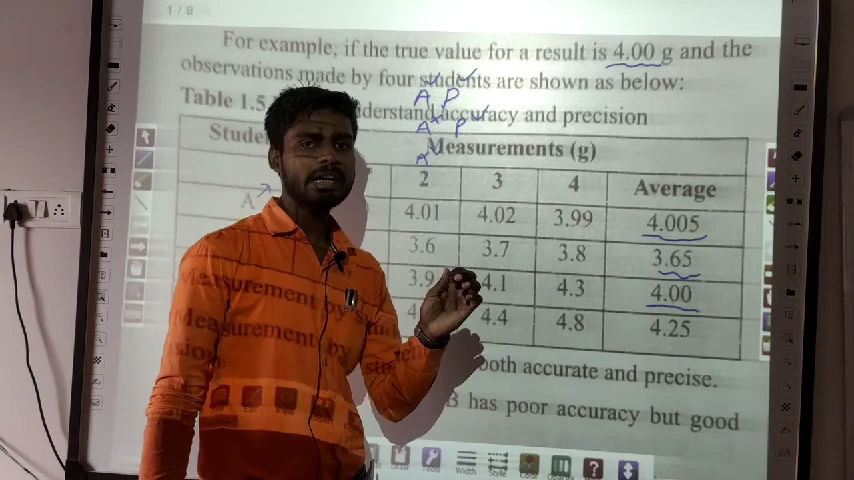 1 / 8
For example, if the true value for a result is 4.00 g and the
observations made by four students are shown as below:
A P
Table 1.5 derstand accuracy and precision
A P
Measurements (g)
A
2 3 4 Average
A 4.01 4.02 3.99 4.005
3.6 3.7 3.8 3.65
3.9 4.1 4.3 4.00
4.4 4.8 4.25
Measurement by
both accurate and precise.
Measurement by
B has poor accuracy but good
sion.
Width Style